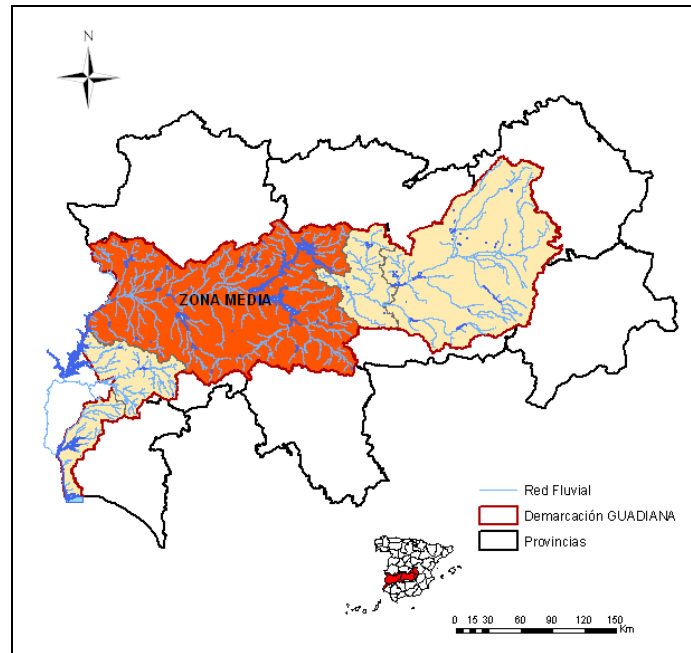 N
ZONA MEDIA
Red Fluvial
Demarcación GUADIANA
Provincias
0 15 30 60 90 120 150
Km